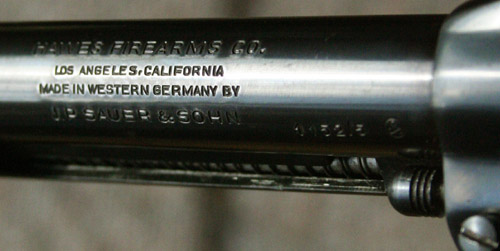 HAWES FIREARMS CO.
LOS ANGELES, CALIFORNIA
MADE IN WESTERN GERMANY BY
J.P. SAUER & SOHN